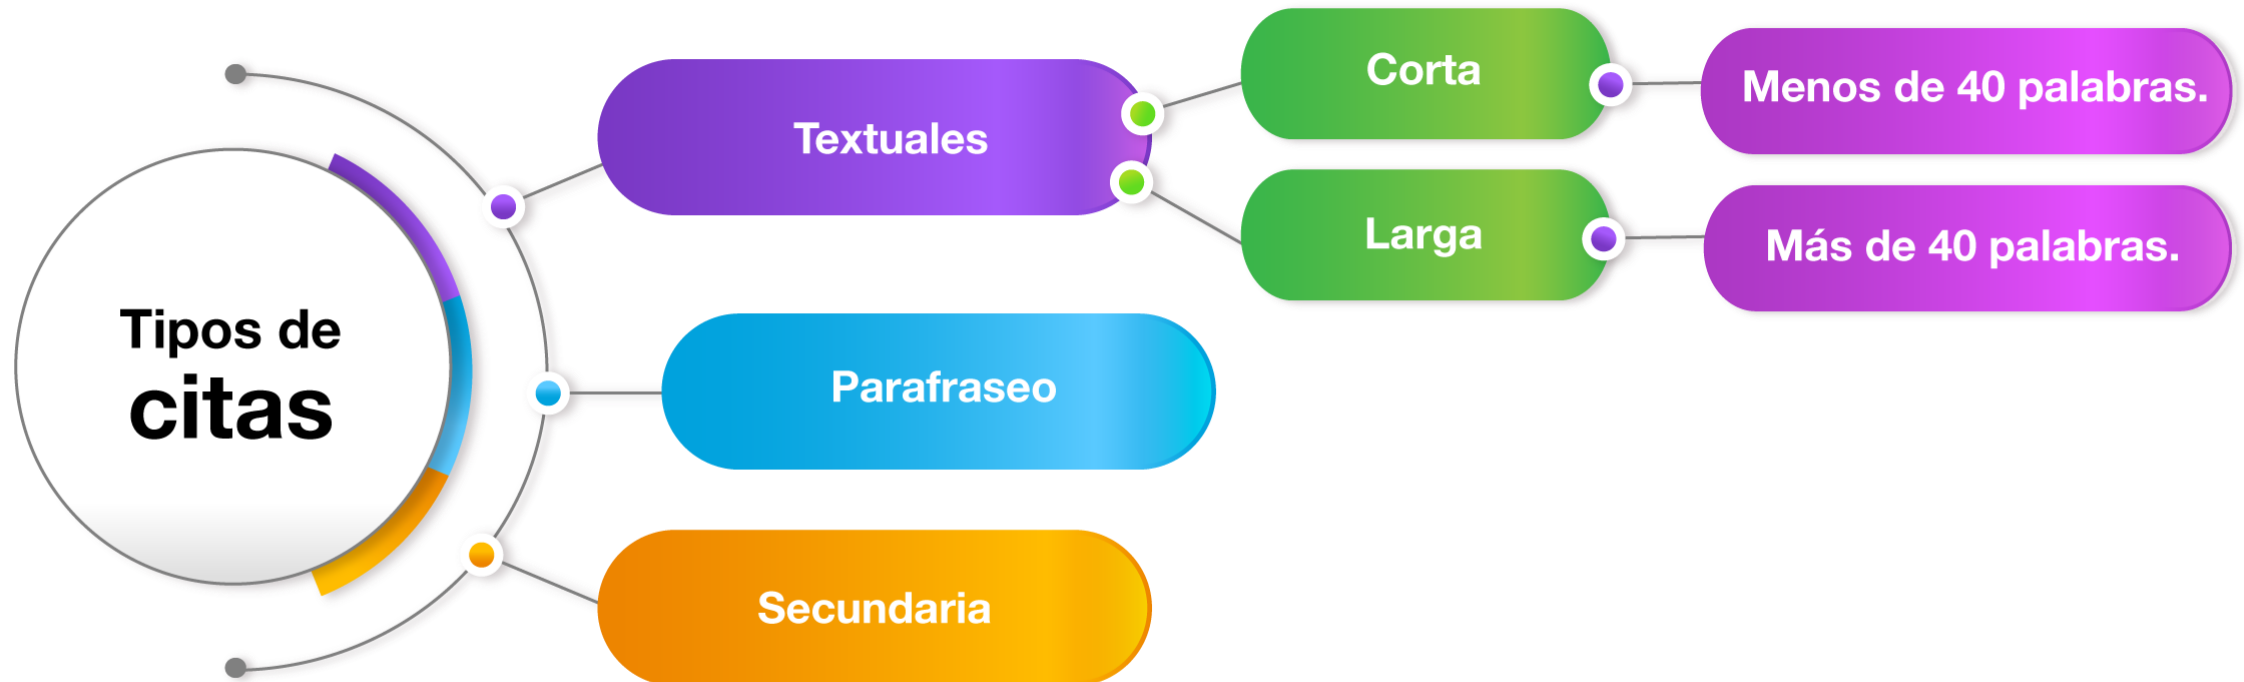 Tipos de
citas
Textuales
Corta
Menos de 40 palabras.
Larga
Más de 40 palabras.
Parafraseo
Secundaria